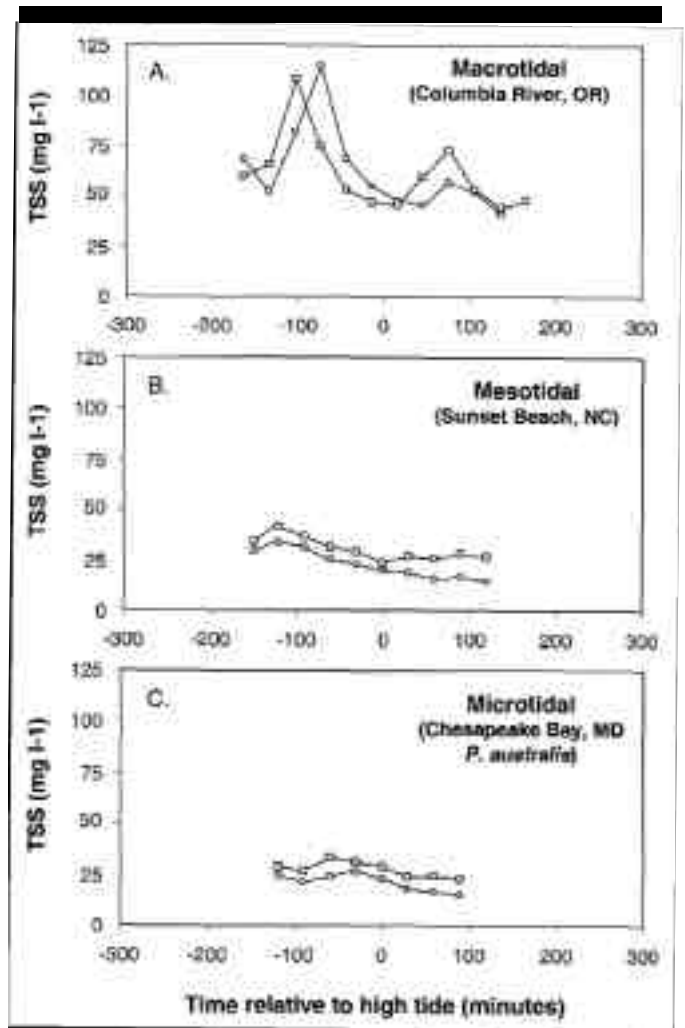 125
A.
Macrotidal
100
(Columbia River, OR)
TSS (mg l-1)
75
50
25
0
-300 -200 -100 0 100 200 300
125
B.
Mesotidal
100
(Sunset Beach, NC)
TSS (mg l-1)
75
50
25
0
-300 -200 -100 0 100 200 300
125
C.
Microtidal
100
(Chesapeake Bay, MD
P. australis)
TSS (mg l-1)
75
50
25
0
-500 -200 -100 0 100 200 300
Time relative to high tide (minutes)